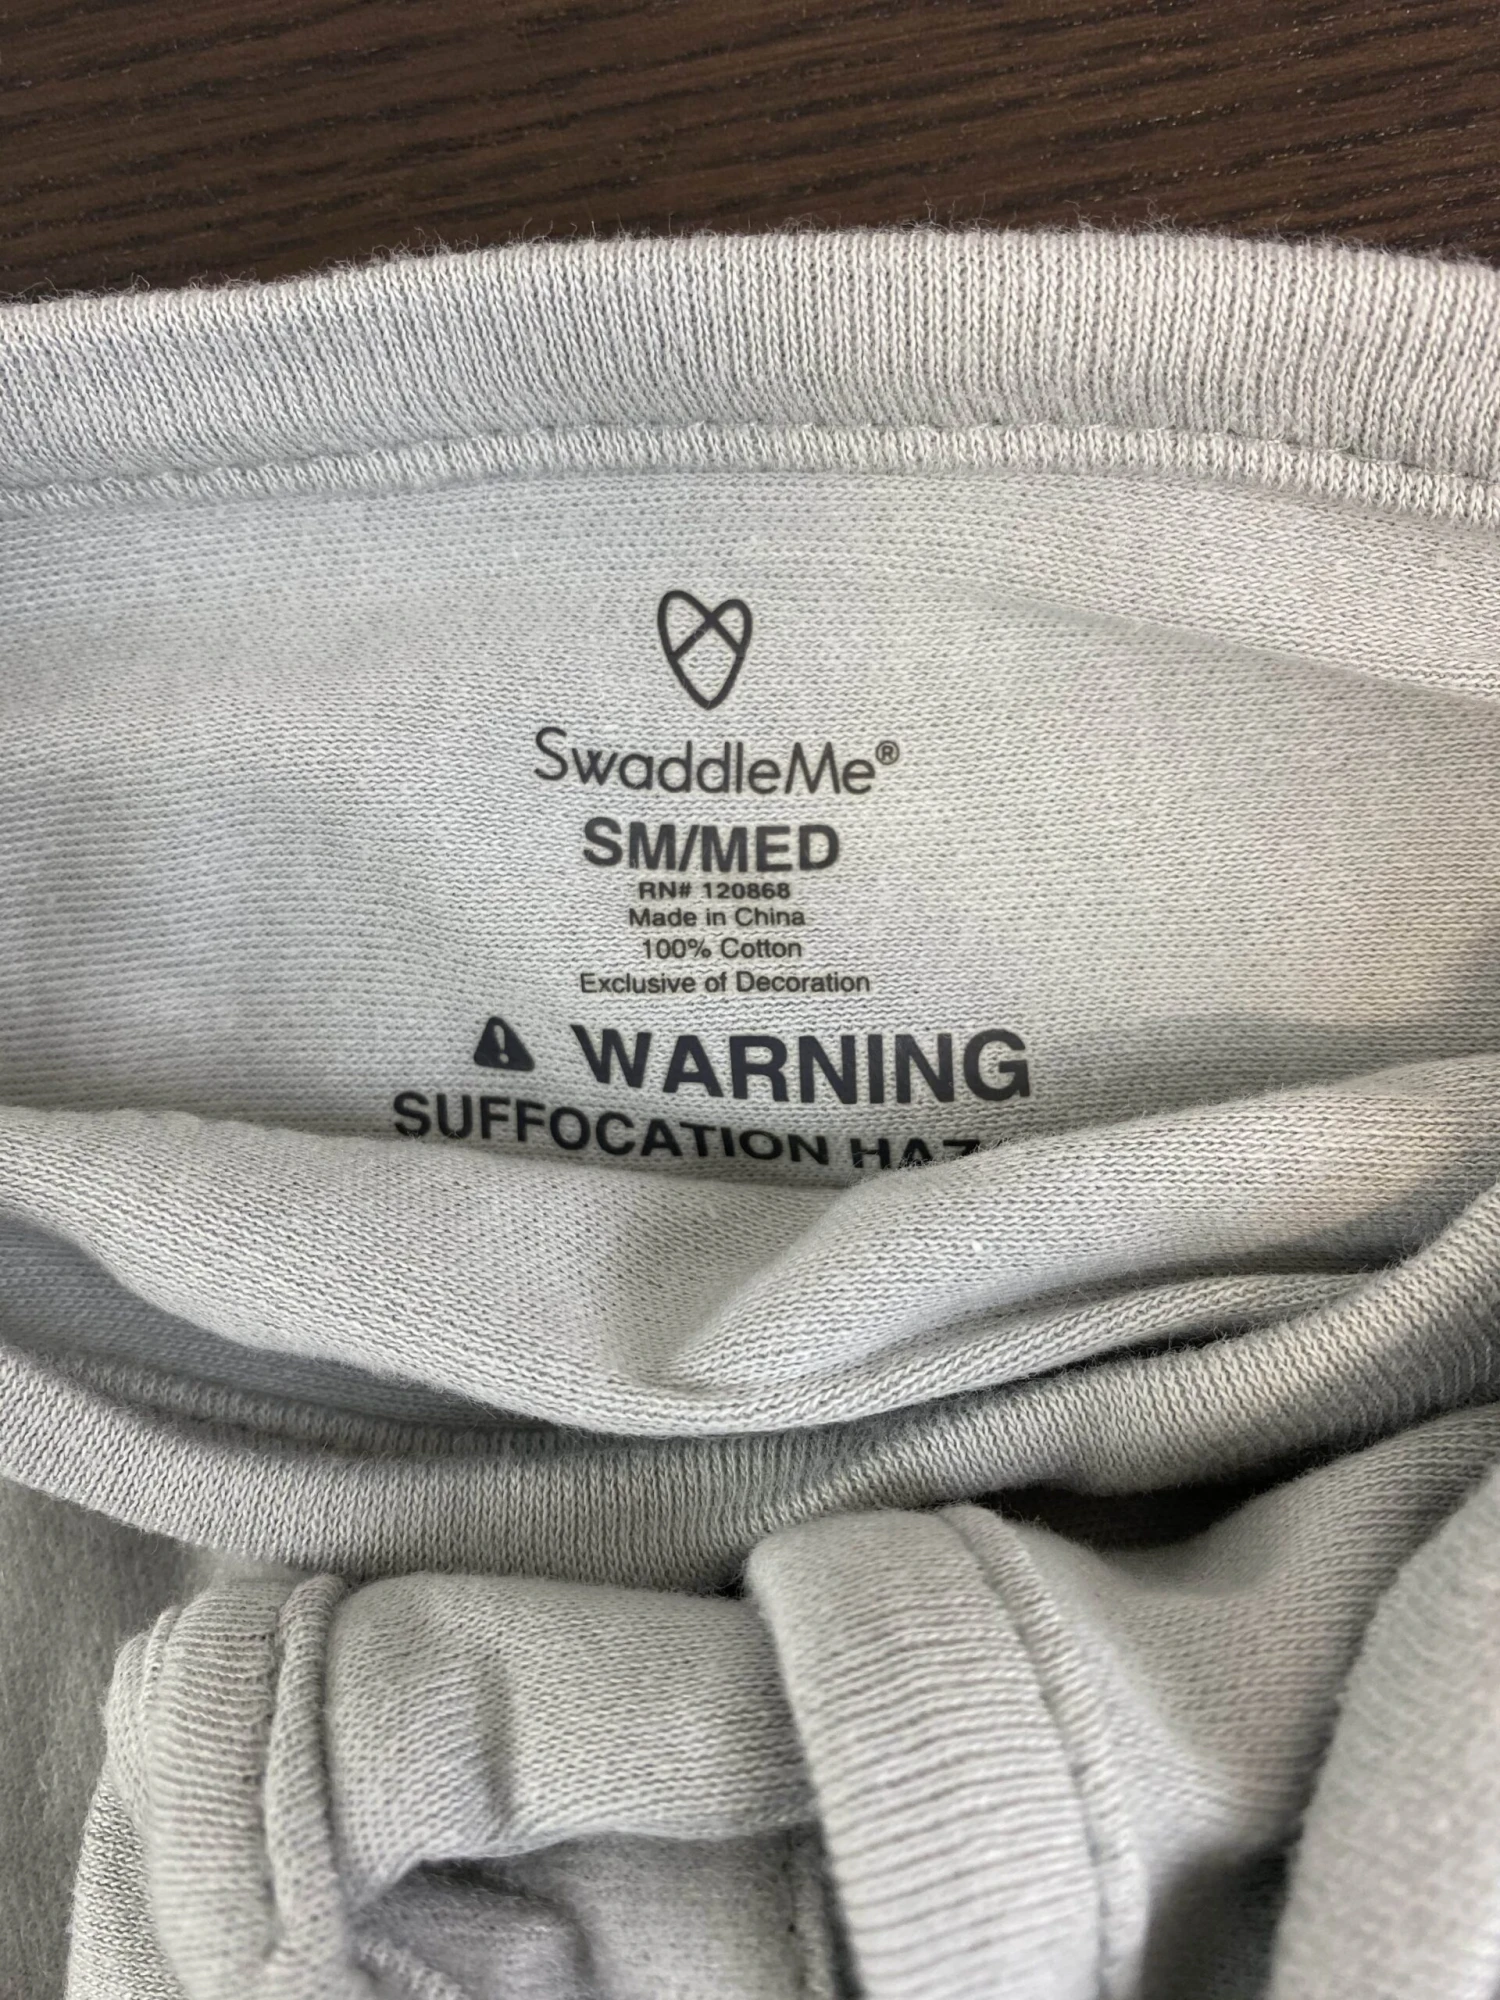 SwaddleMe®
SM/MED
RN# 120868
Made in China
100% Cotton
Exclusive of Decoration
WARNING
SUFFOCATION